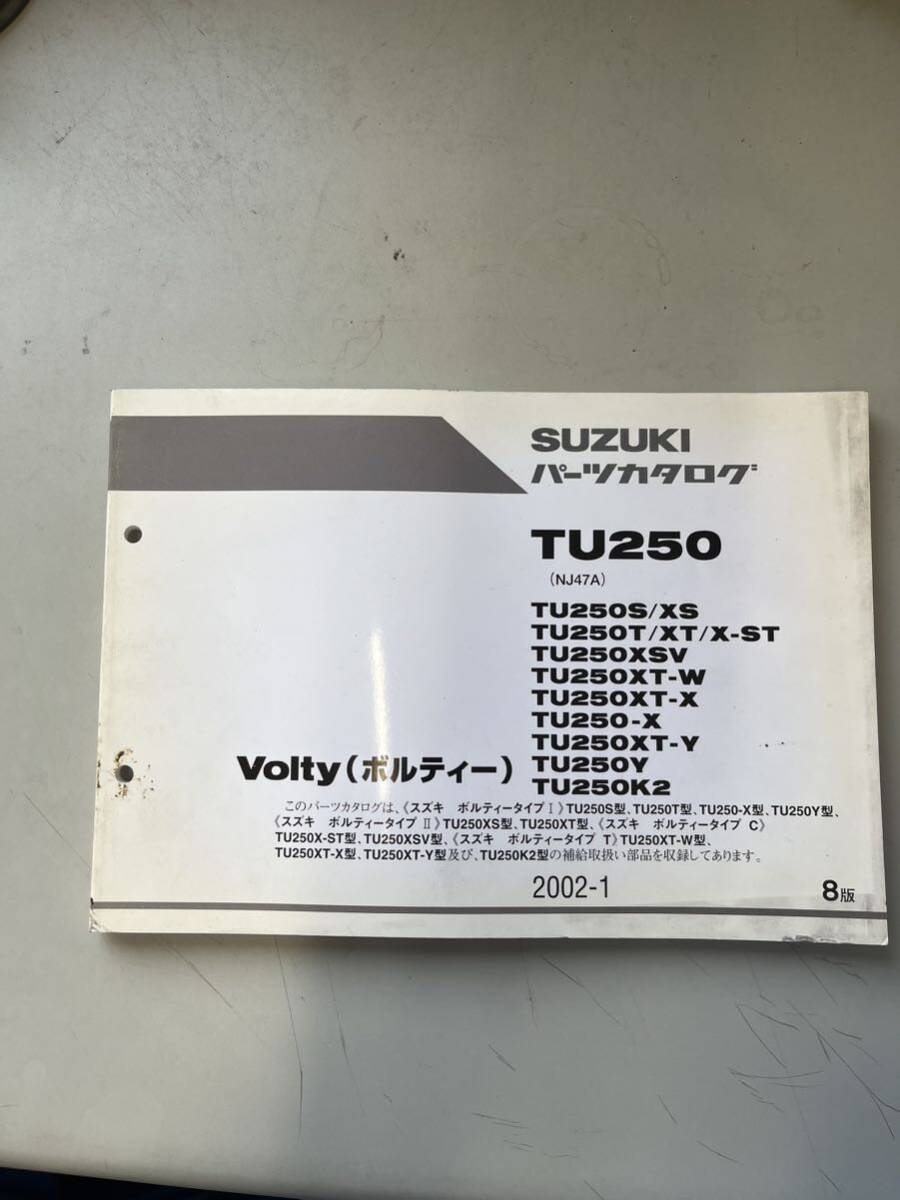 SUZUKI
パーツカタログ
TU250
(NJ47A)
TU250S/XS
TU250T/XT/X-ST
TU250XSV
TU250XT-W
TU250XT-X
TU250-X
TU250XT-Y
TU250Y
TU250K2
Volty(ボルティー)
このパーツカタログは、《スズキ ボルティータイプⅠ》TU250S型、TU250T型、TU250-X型、TU250Y型、
《スズキ ボルティータイプ Ⅱ》TU250XS型、TU250XT型、《スズキ ボルティータイプ C》
TU250X-ST型、TU250XSV型、《スズキ ボルティータイプ T》TU250XT-W型、
TU250XT-X型、TU250XT-Y型及び、TU250K2型の補給取扱い部品を収録してあります。
2002-1
8版